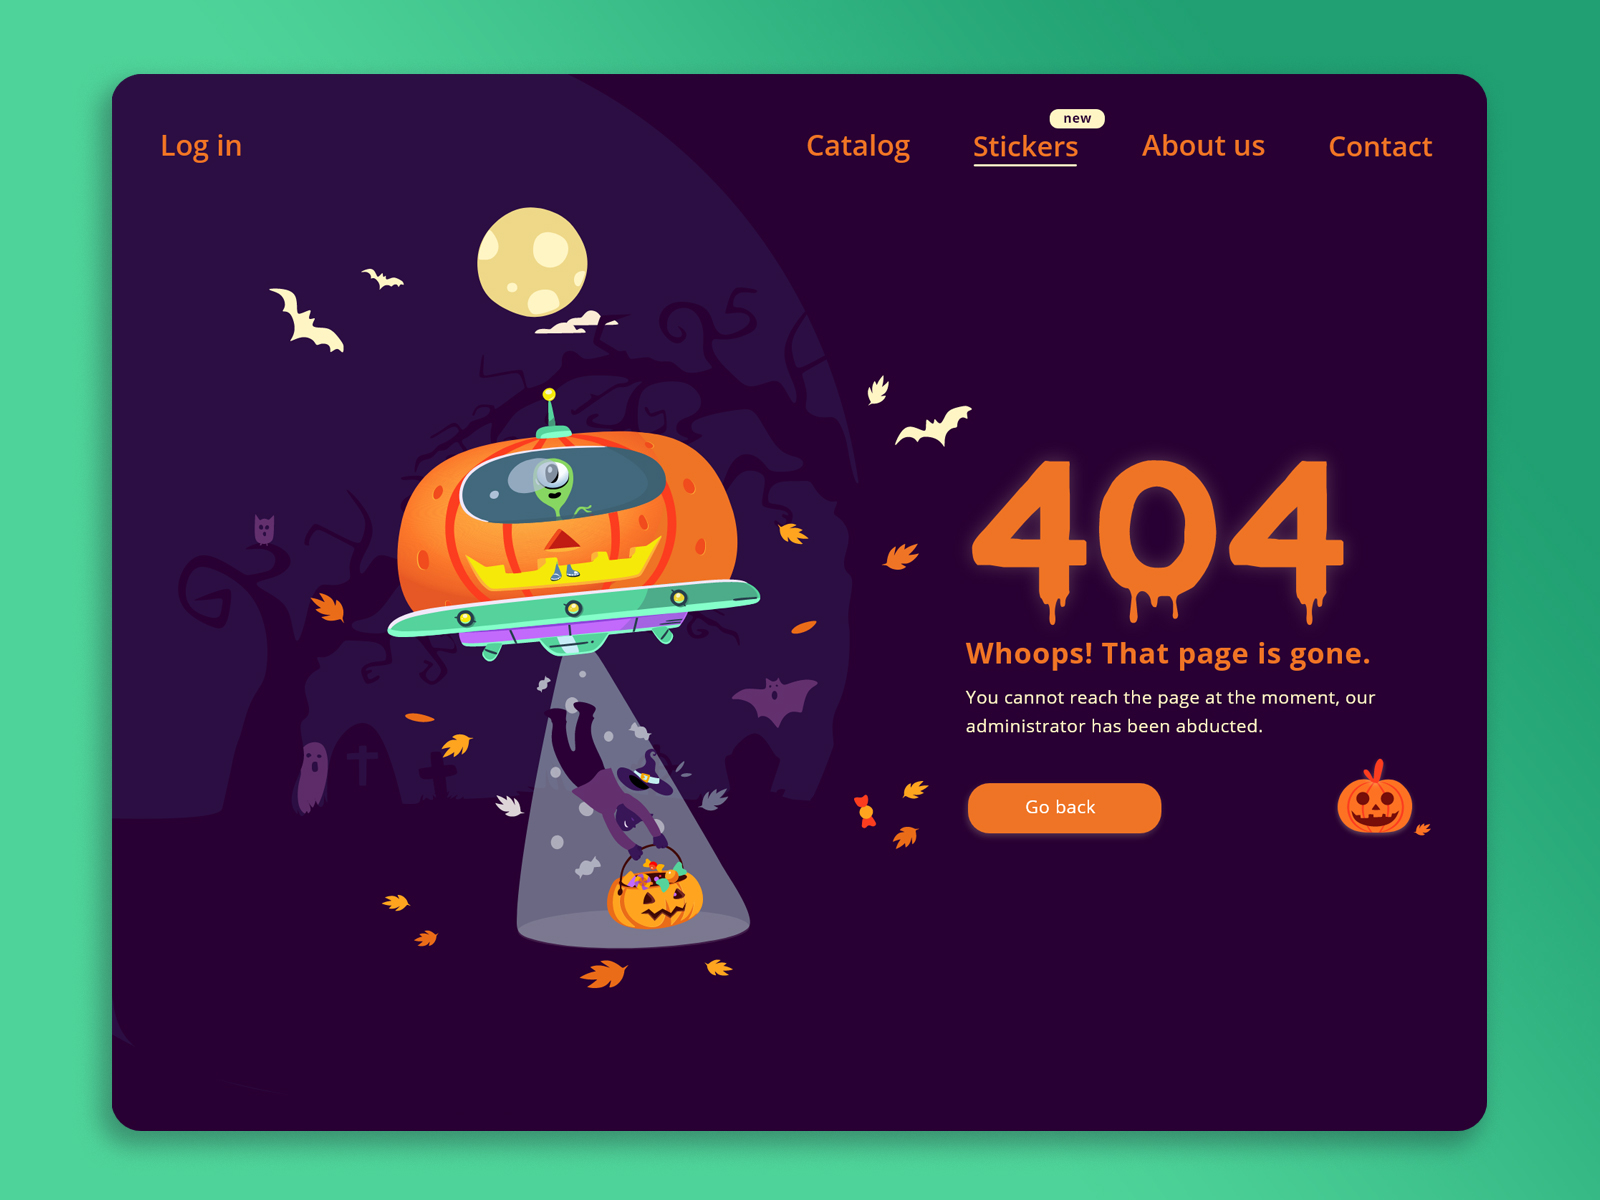 Log in
Catalog
new
Stickers
About us
Contact
404
Whoops! That page is gone.
You cannot reach the page at the moment, our
administrator has been abducted.
Go back